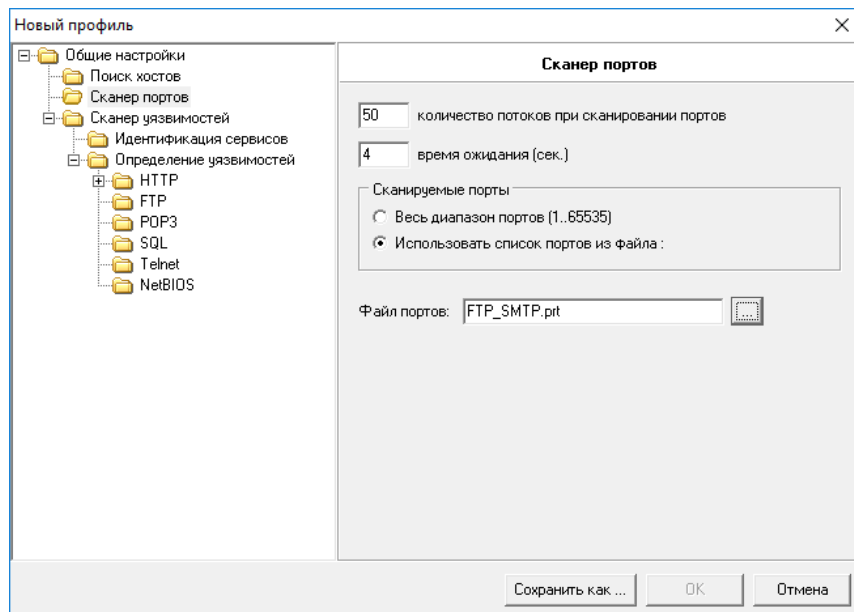 Новый профиль
Общие настройки
Поиск хостов
Сканер портов
Сканер уязвимостей
Идентификация сервисов
Определение уязвимостей
HTTP
FTP
POP3
SQL
Telnet
NetBIOS
Сканер портов
50 количество потоков при сканировании портов
4 время ожидания (сек.)
Сканируемые порты
Весь диапазон портов (1..65535)
Использовать список портов из файла :
Файл портов: FTP_SMTP.prt ...
Сохранить как ... OK Отмена